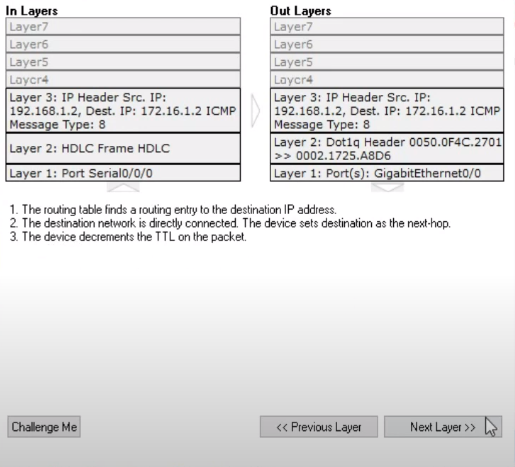 In Layers
Layer7
Layer6
Layer5
Layer4
Layer 3: IP Header Src. IP:
192.168.1.2, Dest. IP: 172.16.1.2 ICMP
Message Type: 8
Layer 2: HDLC Frame HDLC
Layer 1: Port Serial0/0/0
Out Layers
Layer7
Layer6
Layer5
Layer4
Layer 3: IP Header Src. IP:
192.168.1.2, Dest. IP: 172.16.1.2 ICMP
Message Type: 8
Layer 2: Dot1q Header 0050.0F4C.2701
>> 0002.1725.A8D6
Layer 1: Port(s): GigabitEthernet0/0
1. The routing table finds a routing entry to the destination IP address.
2. The destination network is directly connected. The device sets destination as the next-hop.
3. The device decrements the TTL on the packet.
Challenge Me
<< Previous Layer
Next Layer >>